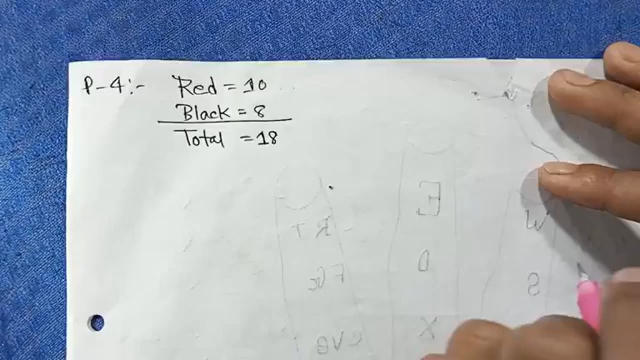 P-4:- Red = 10
Black = 8
Total = 18